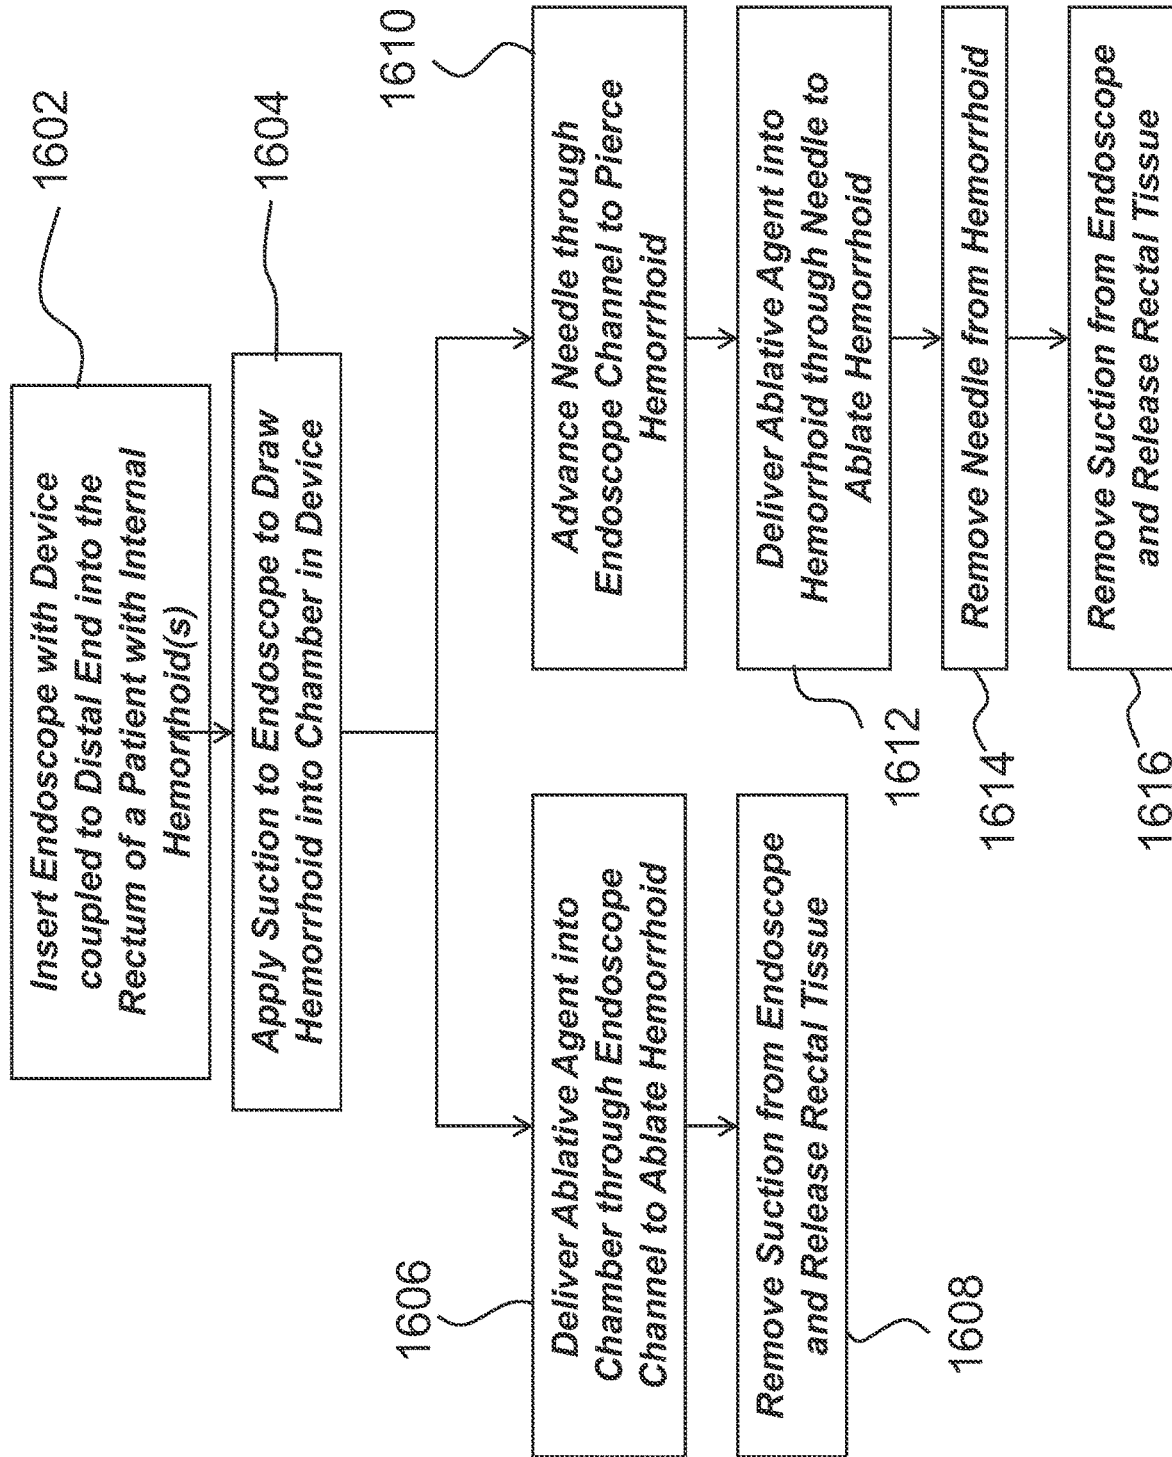 Insert Endoscope with Device
coupled to Distal End into the
Rectum of a Patient with Internal
Hemorrhoid(s)
1602
Apply Suction to Endoscope to Draw
Hemorrhoid into Chamber in Device
1604
1606
Deliver Ablative Agent into
Chamber through Endoscope
Channel to Ablate Hemorrhoid
Remove Suction from Endoscope
and Release Rectal Tissue
1608
1610
Advance Needle through
Endoscope Channel to Pierce
Hemorrhoid
Deliver Ablative Agent into
Hemorrhoid through Needle to
Ablate Hemorrhoid
1612
Remove Needle from Hemorrhoid
1614
Remove Suction from Endoscope
and Release Rectal Tissue
1616